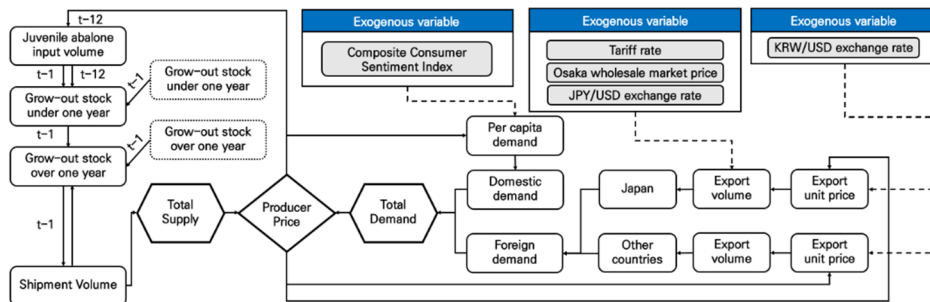 t−12
Juvenile abalone
input volume
t−1
t−12
t−1
Grow-out stock
under one year
Grow-out stock
under one year
t−1
t−1
Grow-out stock
over one year
Grow-out stock
over one year
t−1
Shipment Volume
Total
Supply
Producer
Price
Total
Demand
Exogenous variable
Composite Consumer
Sentiment Index
Exogenous variable
Tariff rate
Osaka wholesale market price
JPY/USD exchange rate
Exogenous variable
KRW/USD exchange rate
Per capita
demand
Domestic
demand
Foreign
demand
Japan
Export
volume
Export
unit price
Other
countries
Export
volume
Export
unit price